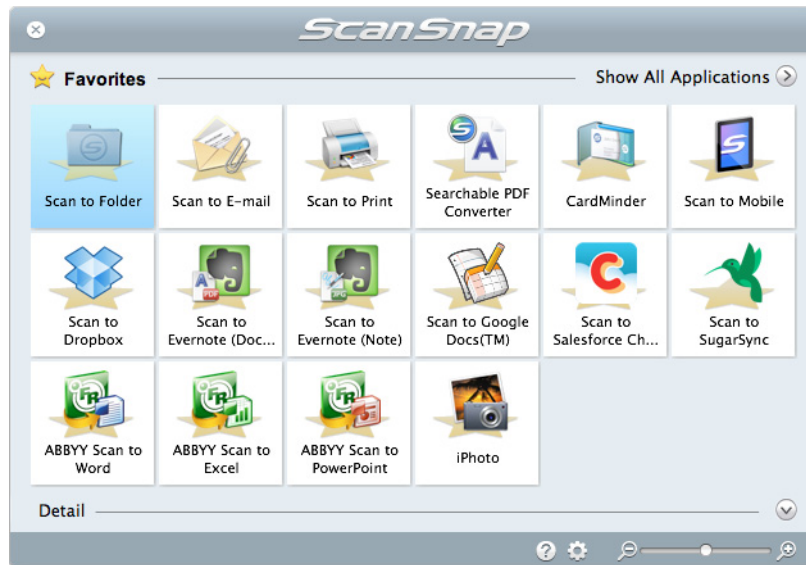 ScanSnap
Favorites
Show All Applications
Scan to Folder
Scan to E-mail
Scan to Print
Searchable PDF
Converter
CardMinder
Scan to Mobile
Scan to
Dropbox
Scan to
Evernote (Doc...
Scan to
Evernote (Note)
Scan to Google
Docs(TM)
Scan to
Salesforce Ch...
Scan to
SugarSync
ABBYY Scan to
Word
ABBYY Scan to
Excel
ABBYY Scan to
PowerPoint
iPhoto
Detail